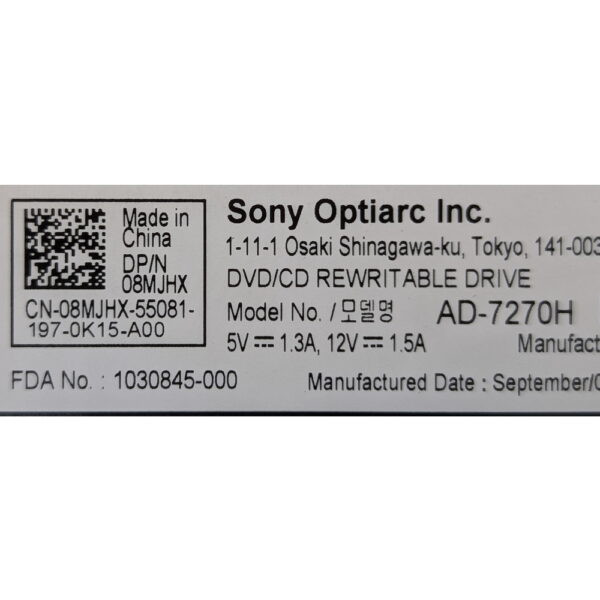 Made in
China
DP/N
08MJHX
CN-08MJHX-55081-
197-0K15-A00
Sony Optiarc Inc.
1-11-1 Osaki Shinagawa-ku, Tokyo, 141-003
DVD/CD REWRITABLE DRIVE
Model No. / 모델명 AD-7270H
5V ⎓ 1.3A, 12V ⎓ 1.5A Manufact
FDA No. : 1030845-000 Manufactured Date : September/0